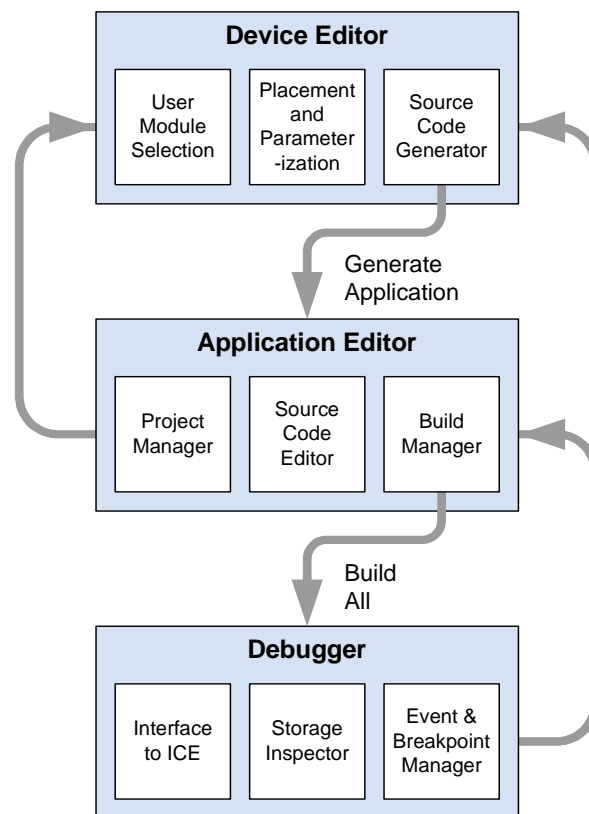 Device Editor
User
Module
Selection
Placement
and
Parameter
-ization
Source
Code
Generator
Generate
Application
Application Editor
Project
Manager
Source
Code
Editor
Build
Manager
Build
All
Debugger
Interface
to ICE
Storage
Inspector
Event &
Breakpoint
Manager